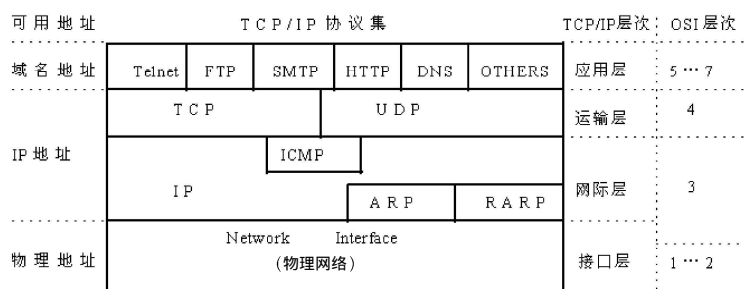 可用地址 TCP/IP 协议集 TCP/IP层次 OSI层次
域名地址 Telnet FTP SMTP HTTP DNS OTHERS 应用层 5…7
TCP UDP 运输层 4
IP地址 ICMP
IP ARP RARP 网际层 3
Network Interface
物理地址 (物理网络) 接口层 1…2